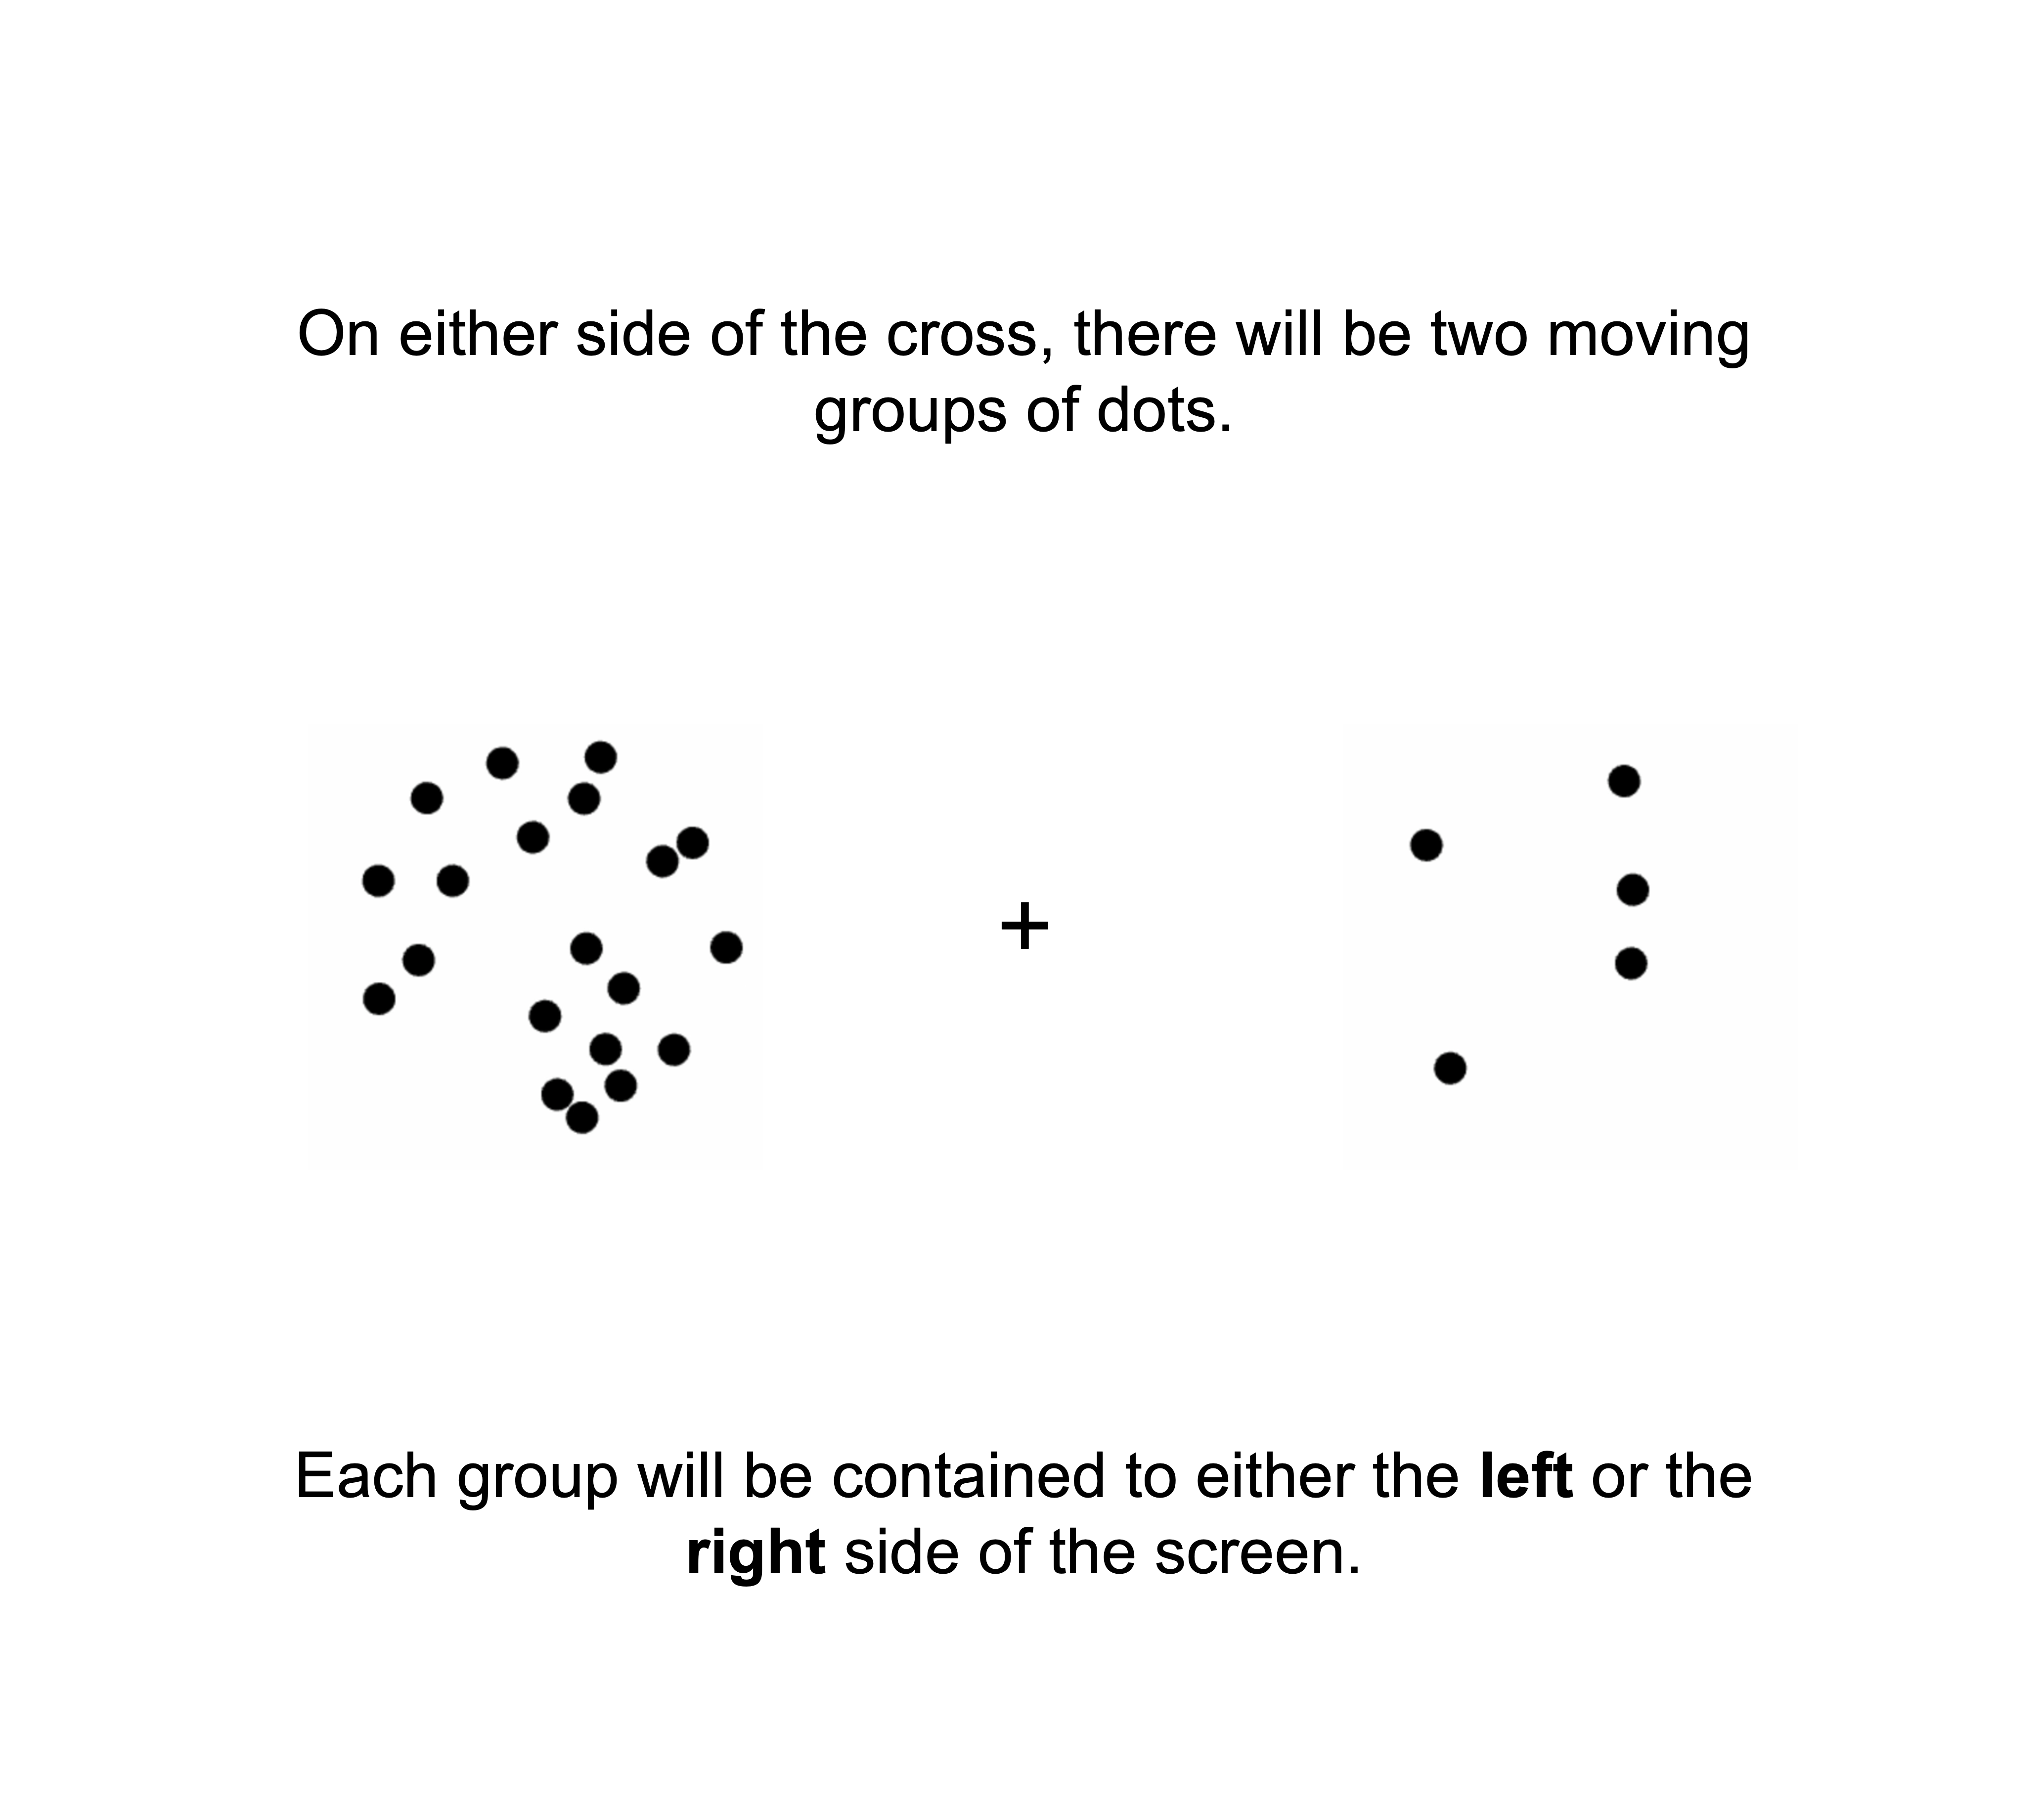 On either side of the cross, there will be two moving
groups of dots.
+
Each group will be contained to either the left or the
right side of the screen.